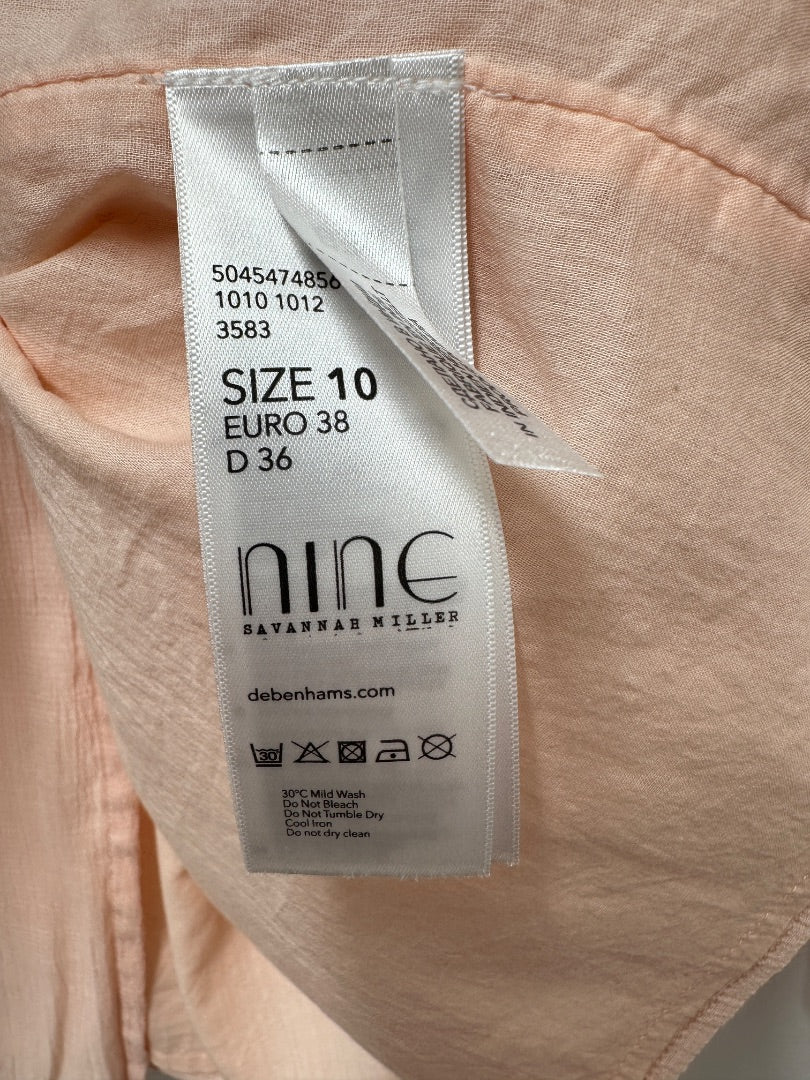 5045474856
1010 1012
3583
SIZE 10
EURO 38
D 36
nine
SAVANNAH MILLER
debenhams.com
30
30°C Mild Wash
Do Not Bleach
Do Not Tumble Dry
Cool Iron
Do not dry clean